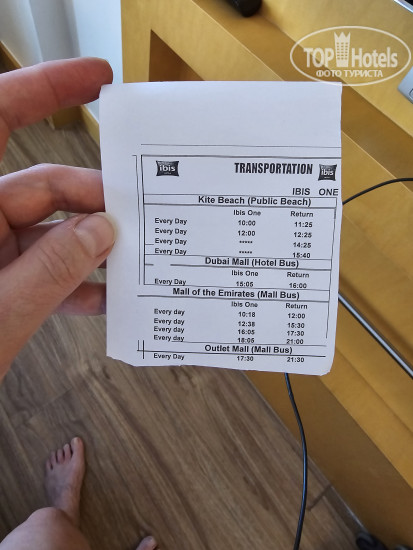 TOP Hotels
ФОТО ТУРИСТА
ibis TRANSPORTATION ibis
IBIS ONE
Kite Beach (Public Beach)
Ibis One Return
Every Day 10:00 11:25
Every Day 12:00 12:25
Every Day ***** 14:25
Every Day ***** 15:40
Dubai Mall (Hotel Bus)
Ibis One Return
Every Day 15:05 16:00
Mall of the Emirates (Mall Bus)
Ibis One Return
Every day 10:18 12:00
Every day 12:38 15:30
Every day 16:05 17:30
Every day 18:05 21:00
Outlet Mall (Mall Bus)
Every Day 17:30 21:30